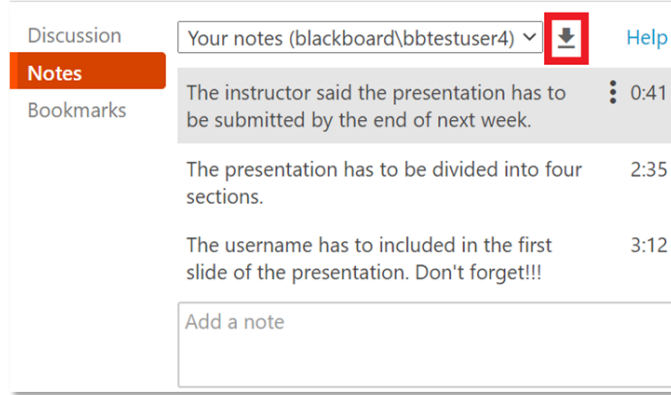 Discussion
Notes
Bookmarks
Your notes (blackboard\bbtestuser4)
Help
The instructor said the presentation has to
be submitted by the end of next week.
0:41
The presentation has to be divided into four
sections.
2:35
The username has to included in the first
slide of the presentation. Don't forget!!!
3:12
Add a note